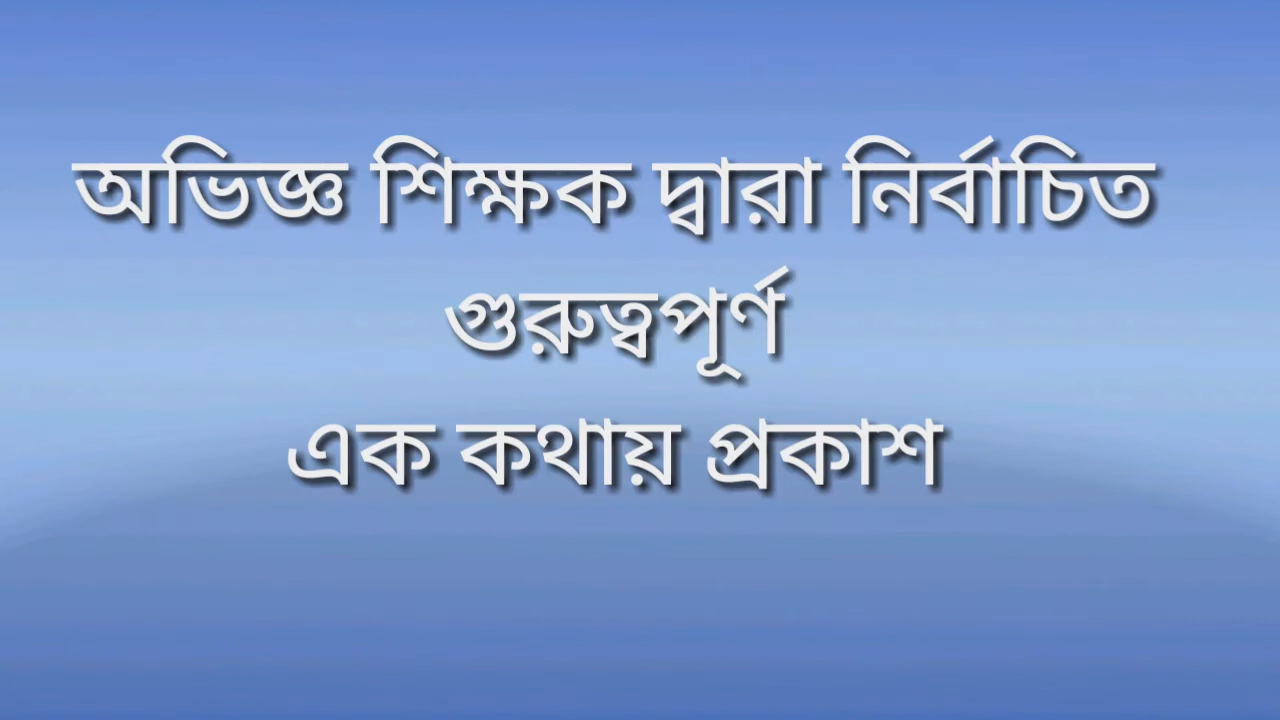 অভিজ্ঞ শিক্ষক দ্বারা নির্বাচিত
গুরুত্বপূর্ণ
এক কথায় প্রকাশ